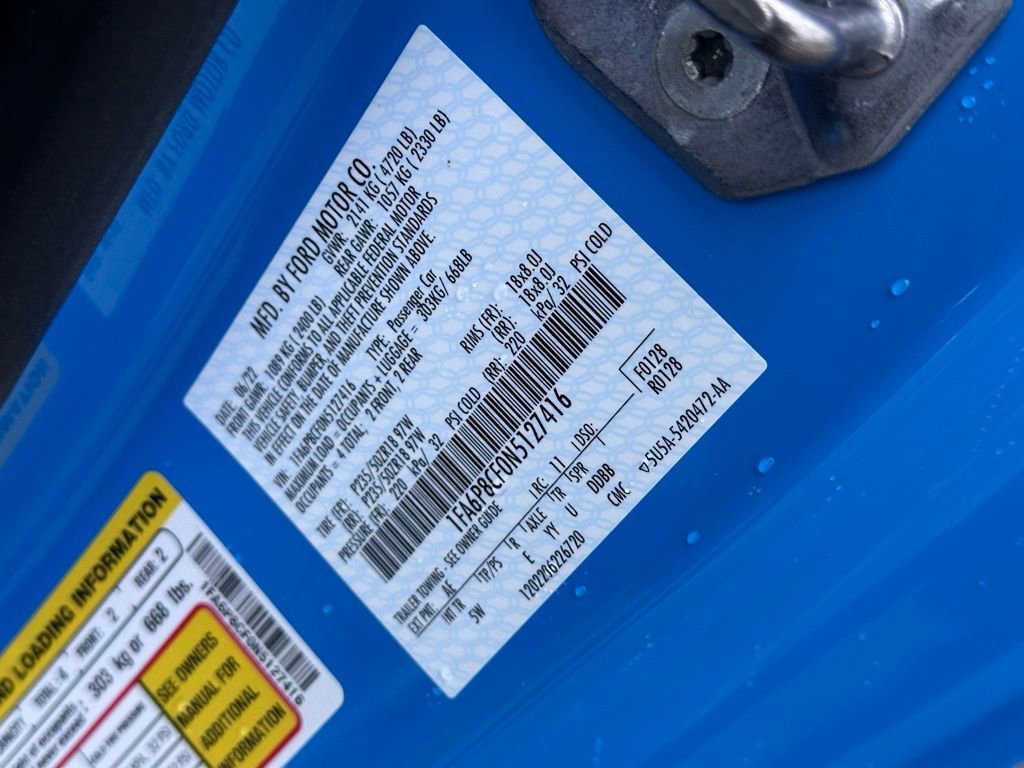 MFD. BY FORD MOTOR CO.
DATE: 06/22 GVWR: 2141 KG ( 4720 LB)
FRONT GAWR: 1089 KG ( 2400 LB) REAR GAWR: 1057 KG ( 2330 LB)
THIS VEHICLE CONFORMS TO ALL APPLICABLE FEDERAL MOTOR
VEHICLE SAFETY, BUMPER, AND THEFT PREVENTION STANDARDS
IN EFFECT ON THE DATE OF MANUFACTURE SHOWN ABOVE.
VIN: 1FA6P8CF0N5127416 TYPE: Passenger Car
MAXIMUM LOAD = OCCUPANTS + LUGGAGE = 303KG/ 668LB
OCCUPANTS = 4 TOTAL; 2 FRONT, 2 REAR
TIRE (FR): P235/50ZR18 97W RIMS (FR): 18x8.0J
(RR): P235/50ZR18 97W (RR): 18x8.0J
PRESSURE (FR): 220 kPa/ 32 PSI COLD (RR): 220 kPa/ 32 PSI COLD
1FA6P8CF0N5127416
TRAILER TOWING - SEE OWNER GUIDE RC: 11 DSO: F0128
EXT PNT: AE R0128
INT TR TP/PS R AXLE TR SPR T
5W E YY U DDBB
1202206226720 CMC ▽5U5A-5420472-AA
LOADING INFORMATION
TOTAL: 4 FRONT: 2 REAR: 2
303 kg or 668 lbs.
1FA6P8CF0N5127416
SEE OWNERS
MANUAL FOR
ADDITIONAL
INFORMATION